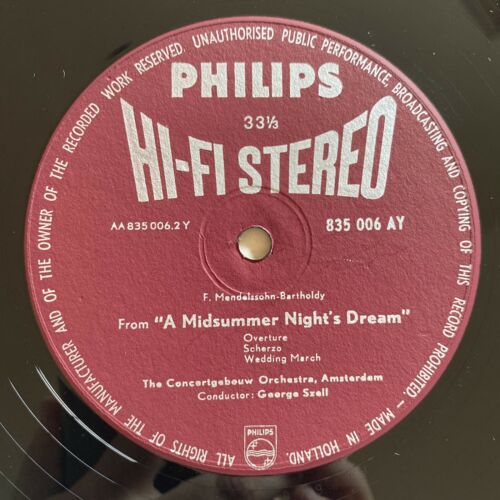 ALL RIGHTS OF THE MANUFACTURER AND OF THE OWNER OF THE RECORDED WORK RESERVED. UNAUTHORISED PUBLIC PERFORMANCE, BROADCASTING AND COPYING OF THIS RECORD PROHIBITED. – MADE IN HOLLAND.
PHILIPS
33⅓
HI-FI STEREO
AA 835 006.2 Y
835 006 AY
F. Mendelssohn-Bartholdy
From "A Midsummer Night's Dream"
Overture
Scherzo
Wedding March
The Concertgebouw Orchestra, Amsterdam
Conductor: George Szell
PHILIPS